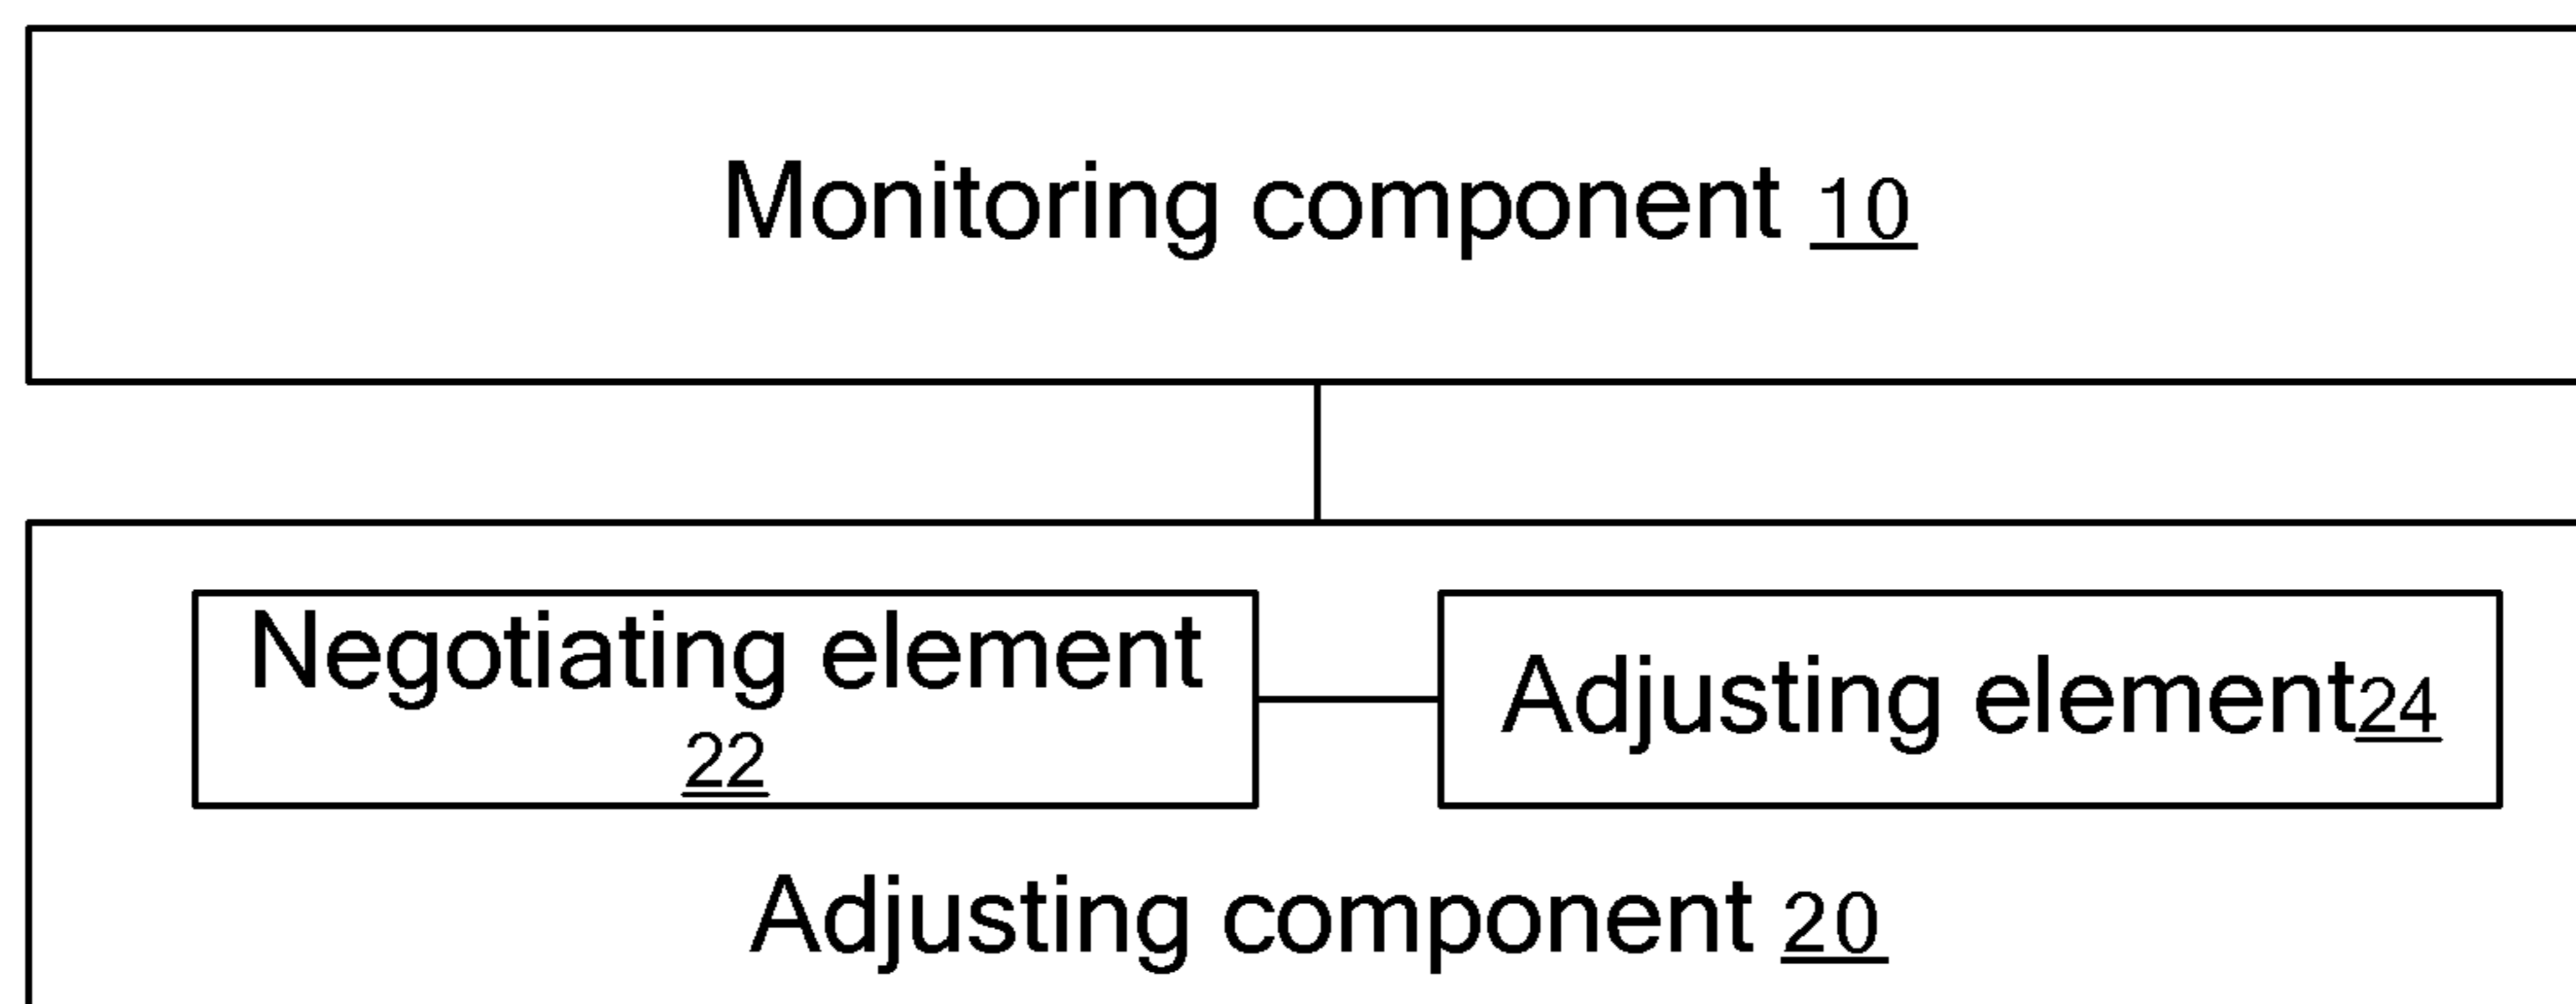 Monitoring component 10
Negotiating element
22
Adjusting element24
Adjusting component 20